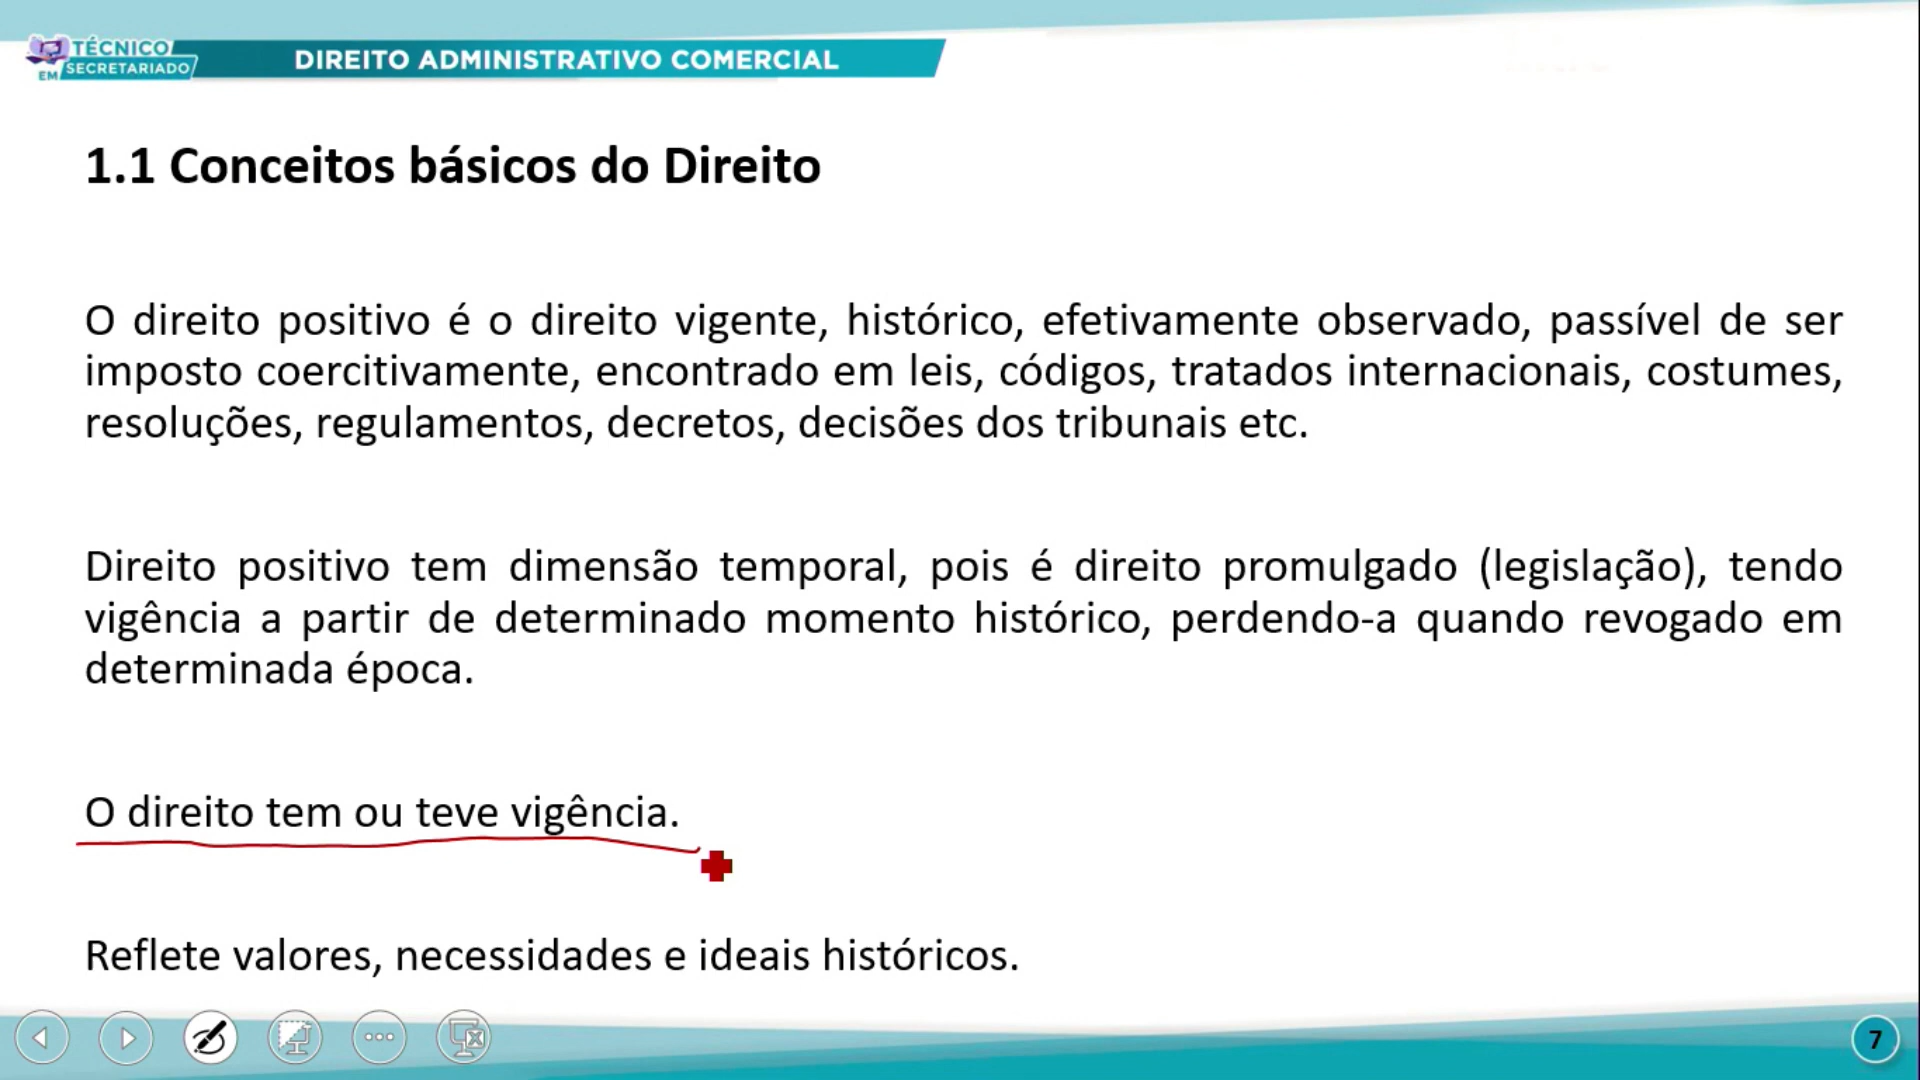 TÉCNICO
EM SECRETARIADO
DIREITO ADMINISTRATIVO COMERCIAL
1.1 Conceitos básicos do Direito
O direito positivo é o direito vigente, histórico, efetivamente observado, passível de ser
imposto coercitivamente, encontrado em leis, códigos, tratados internacionais, costumes,
resoluções, regulamentos, decretos, decisões dos tribunais etc.
Direito positivo tem dimensão temporal, pois é direito promulgado (legislação), tendo
vigência a partir de determinado momento histórico, perdendo-a quando revogado em
determinada época.
O direito tem ou teve vigência.
Reflete valores, necessidades e ideais históricos.
7